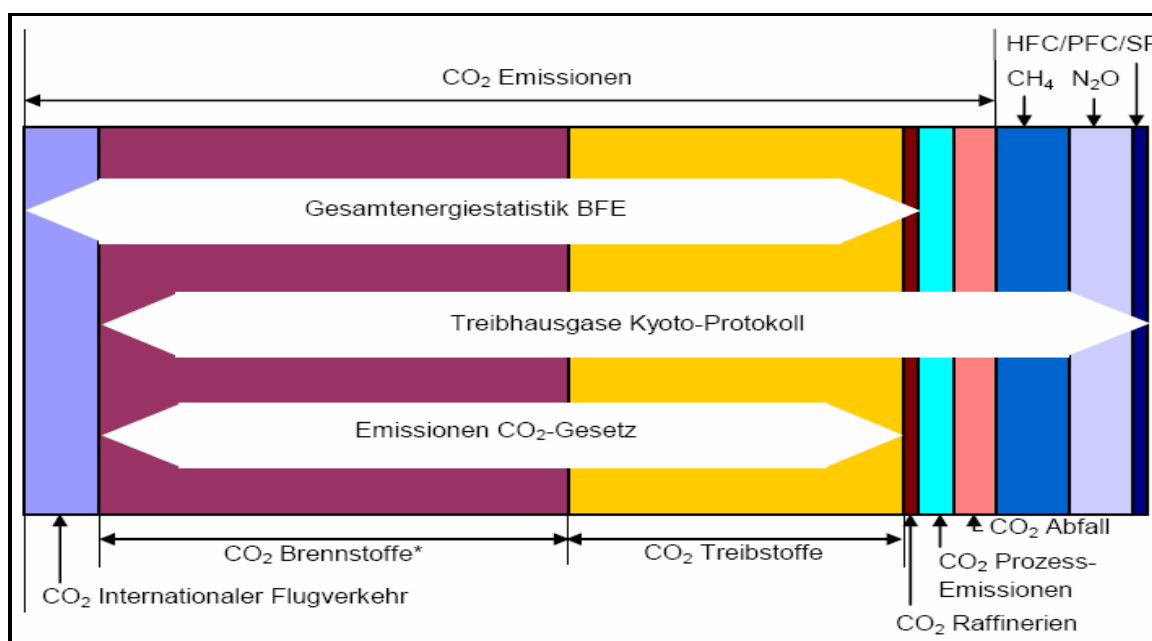 HFC/PFC/SF
CO₂ Emissionen
CH₄ N₂O
Gesamtenergiestatistik BFE
Treibhausgase Kyoto-Protokoll
Emissionen CO₂-Gesetz
CO₂ Abfall
CO₂ Brennstoffe*
CO₂ Treibstoffe
CO₂ Prozess-
Emissionen
CO₂ Internationaler Flugverkehr
CO₂ Raffinerien